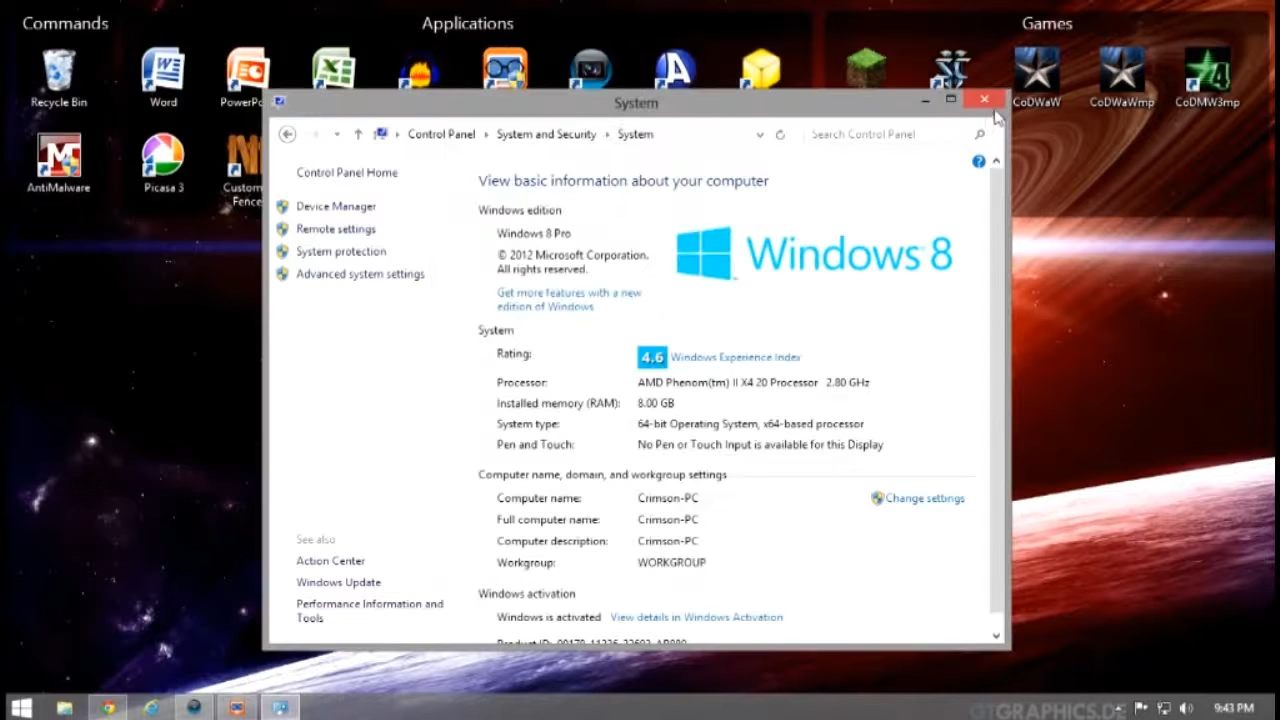 Commands
Applications
Games
Recycle Bin
Word
CoDWaW
CoDWaWmp
CoDMW3mp
AntiMalware
Picasa 3
Custom
Fence
System
Control Panel
System and Security
System
Search Control Panel
Control Panel Home
Device Manager
Remote settings
System protection
Advanced system settings
View basic information about your computer
Windows edition
Windows 8 Pro
© 2012 Microsoft Corporation.
All rights reserved.
Get more features with a new
edition of Windows
Windows 8
System
Rating:
4.6 Windows Experience Index
Processor: AMD Phenom(tm) II X4 20 Processor 2.80 GHz
Installed memory (RAM): 8.00 GB
System type: 64-bit Operating System, x64-based processor
Pen and Touch: No Pen or Touch Input is available for this Display
Computer name, domain, and workgroup settings
Computer name: Crimson-PC
Change settings
Full computer name: Crimson-PC
Computer description: Crimson-PC
Workgroup: WORKGROUP
Windows activation
Windows is activated View details in Windows Activation
Product ID:
See also
Action Center
Windows Update
Performance Information and
Tools
GTGRAPHICS.DE
9:43 PM